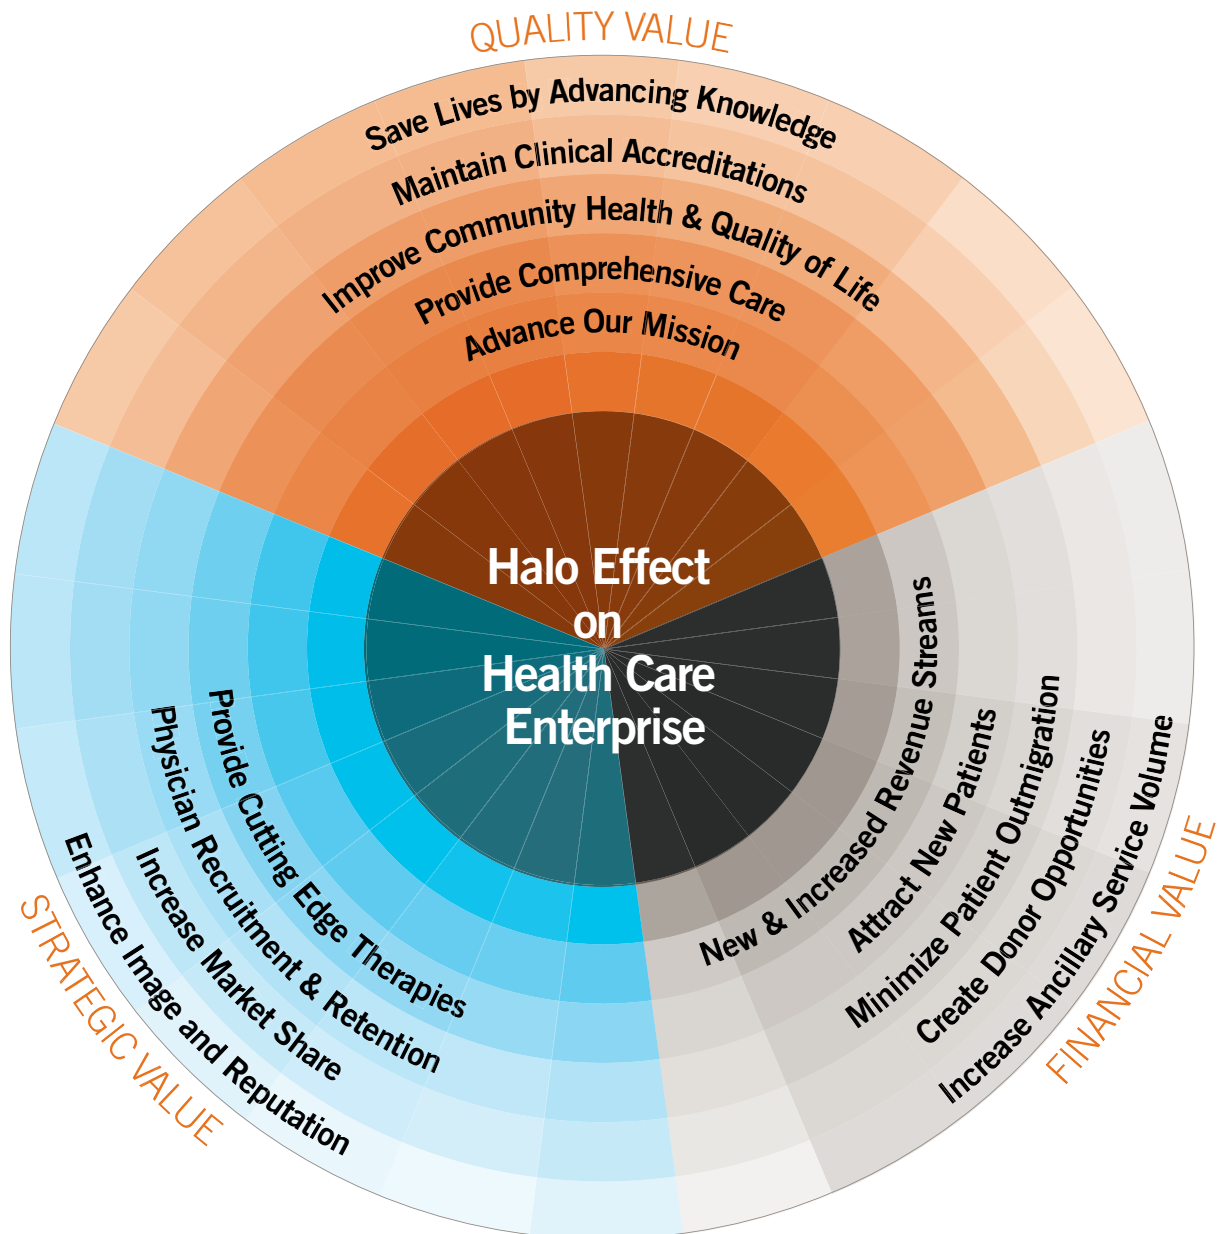 QUALITY VALUE
Save Lives by Advancing Knowledge
Maintain Clinical Accreditations
Improve Community Health & Quality of Life
Provide Comprehensive Care
Advance Our Mission
Halo Effect
on
Health Care
Enterprise
New & Increased Revenue Streams
Attract New Patients
Minimize Patient Outmigration
Create Donor Opportunities
Increase Ancillary Service Volume
FINANCIAL VALUE
Provide Cutting Edge Therapies
Physician Recruitment & Retention
Increase Market Share
Enhance Image and Reputation
STRATEGIC VALUE